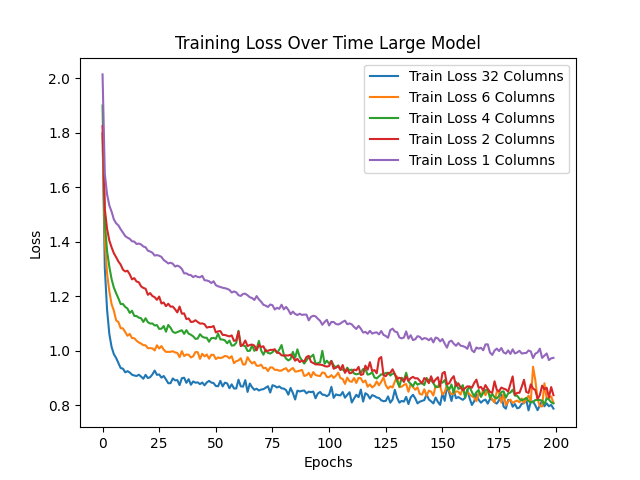 Training Loss Over Time Large Model
Train Loss 32 Columns
Train Loss 6 Columns
Train Loss 4 Columns
Train Loss 2 Columns
Train Loss 1 Columns
2.0
1.8
1.6
1.4
1.2
1.0
0.8
Loss
0 25 50 75 100 125 150 175 200
Epochs